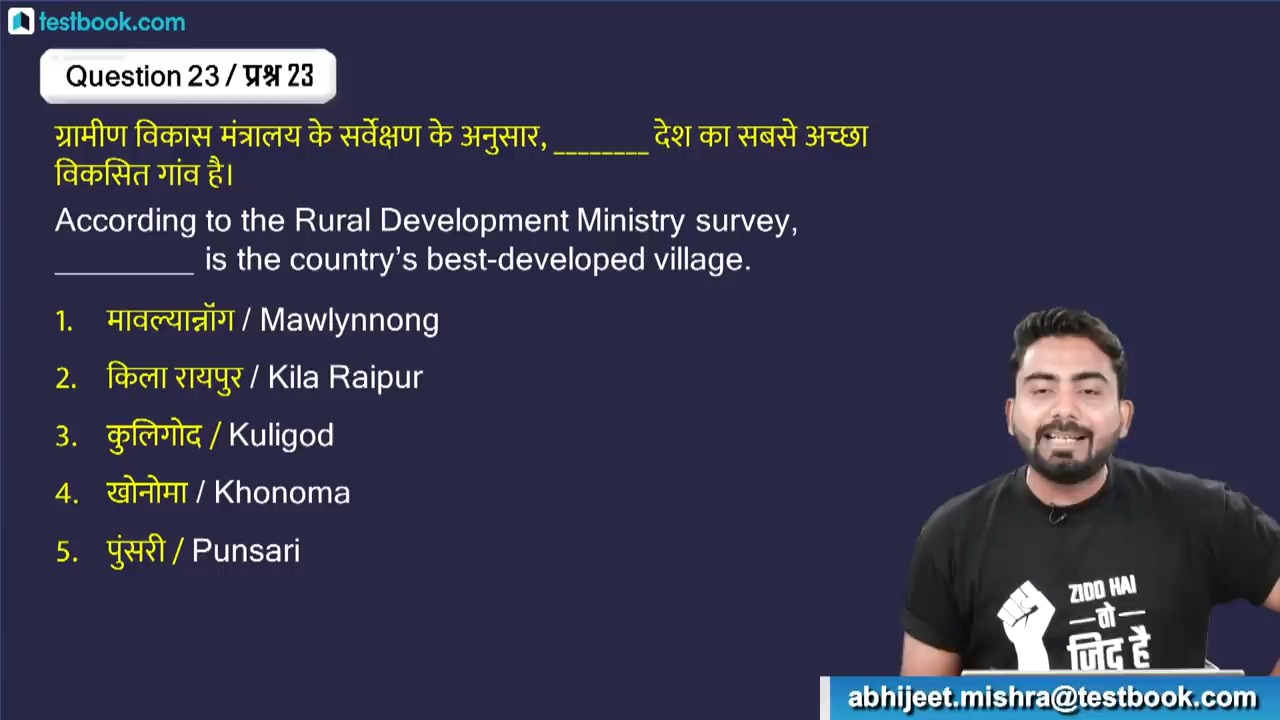 testbook.com
Question 23 / प्रश्न 23
ग्रामीण विकास मंत्रालय के सर्वेक्षण के अनुसार, ________ देश का सबसे अच्छा
विकसित गांव है।
According to the Rural Development Ministry survey,
________ is the country’s best-developed village.
1. मावल्यान्नॉंग / Mawlynnong
2. किला रायपुर / Kila Raipur
3. कुलिगोद / Kuligod
4. खोनोमा / Khonoma
5. पुंसरी / Punsari
ZIDD HAI
तो
ज़िद है
abhijeet.mishra@testbook.com